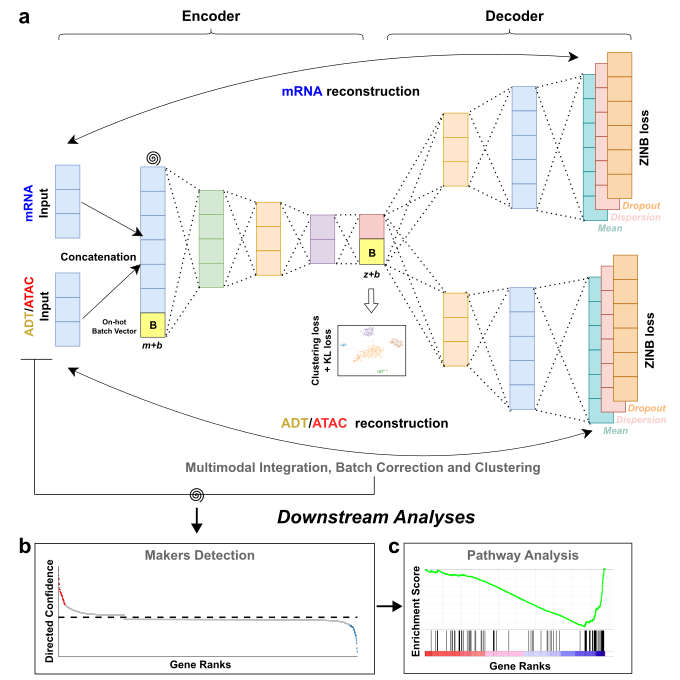 a
Encoder
Decoder
mRNA reconstruction
mRNA
Input
Concatenation
ADT/ATAC
Input
On-hot
Batch Vector
B
m+b
B
z+b
Clustering loss
+ KL loss
ZINB loss
Dropout
Dispersion
Mean
ZINB loss
Dropout
Dispersion
Mean
ADT/ATAC reconstruction
Multimodal Integration, Batch Correction and Clustering
Downstream Analyses
b
Makers Detection
Directed Confidence
Gene Ranks
c
Pathway Analysis
Enrichment Score
Gene Ranks